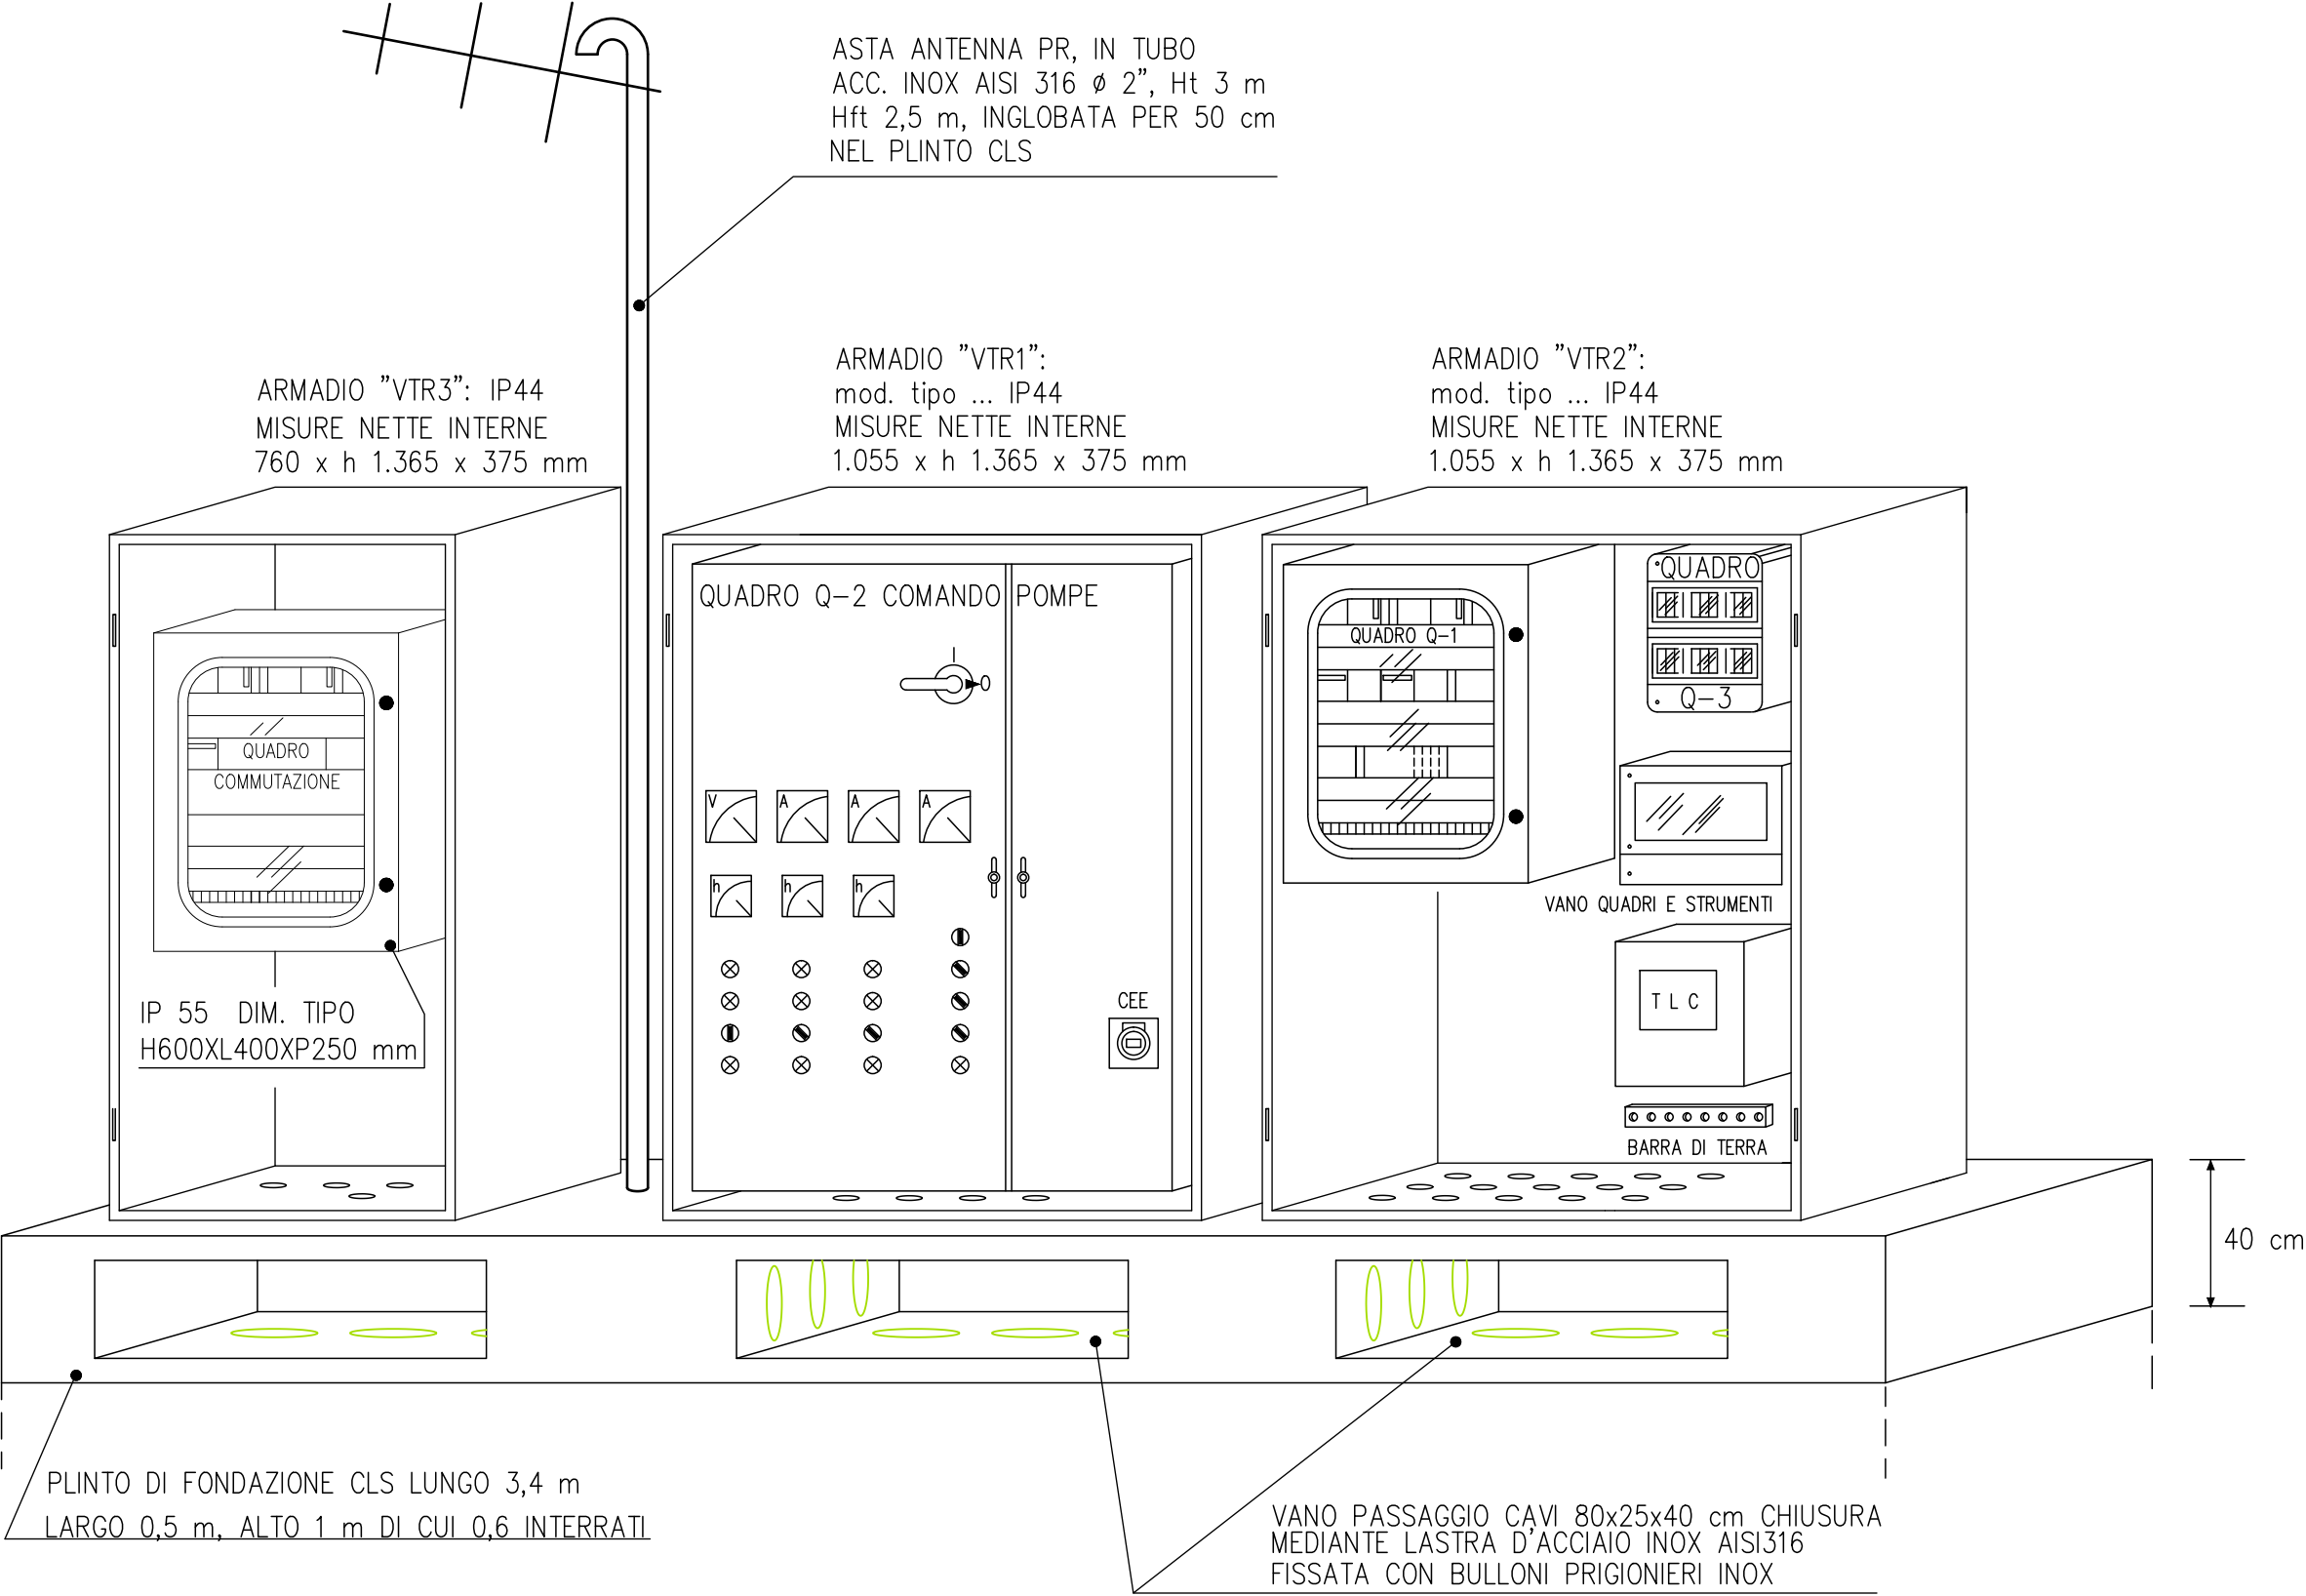 ASTA ANTENNA PR, IN TUBO
ACC. INOX AISI 316 ø 2”, Ht 3 m
Hft 2,5 m, INGLOBATA PER 50 cm
NEL PLINTO CLS
ARMADIO ”VTR3”: IP44
MISURE NETTE INTERNE
760 x h 1.365 x 375 mm
ARMADIO ”VTR1”:
mod. tipo ... IP44
MISURE NETTE INTERNE
1.055 x h 1.365 x 375 mm
ARMADIO ”VTR2”:
mod. tipo ... IP44
MISURE NETTE INTERNE
1.055 x h 1.365 x 375 mm
QUADRO
COMMUTAZIONE
IP 55 DIM. TIPO
H600XL400XP250 mm
QUADRO Q-2 COMANDO POMPE
I
0
V
A
A
A
h
h
h
CEE
QUADRO Q-1
QUADRO
Q-3
VANO QUADRI E STRUMENTI
T L C
BARRA DI TERRA
40 cm
PLINTO DI FONDAZIONE CLS LUNGO 3,4 m
LARGO 0,5 m, ALTO 1 m DI CUI 0,6 INTERRATI
VANO PASSAGGIO CAVI 80x25x40 cm CHIUSURA
MEDIANTE LASTRA D'ACCIAIO INOX AISI316
FISSATA CON BULLONI PRIGIONIERI INOX